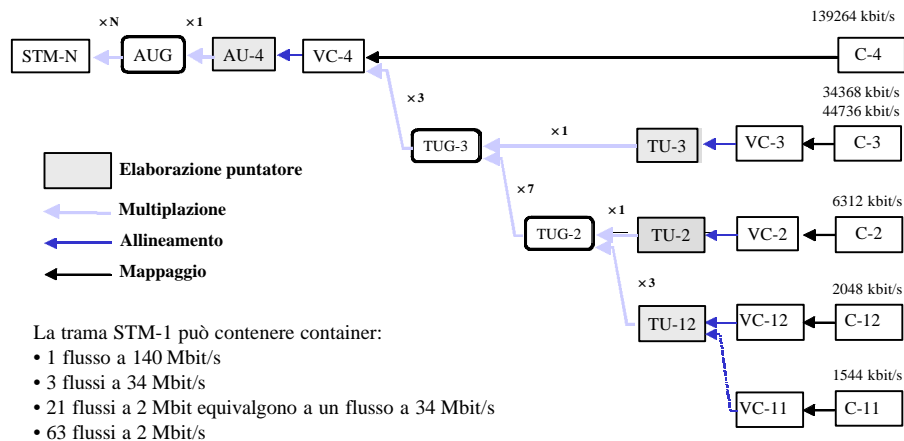 139264 kbit/s
×N
×1
STM-N
AUG
AU-4
VC-4
C-4
34368 kbit/s
44736 kbit/s
×3
×1
TUG-3
TU-3
VC-3
C-3
Elaborazione puntatore
×7
6312 kbit/s
Multiplazione
×1
TUG-2
TU-2
VC-2
C-2
Allineamento
Mappaggio
×3
2048 kbit/s
TU-12
VC-12
C-12
La trama STM-1 può contenere container:
• 1 flusso a 140 Mbit/s
• 3 flussi a 34 Mbit/s
1544 kbit/s
• 21 flussi a 2 Mbit equivalgono a un flusso a 34 Mbit/s
VC-11
C-11
• 63 flussi a 2 Mbit/s